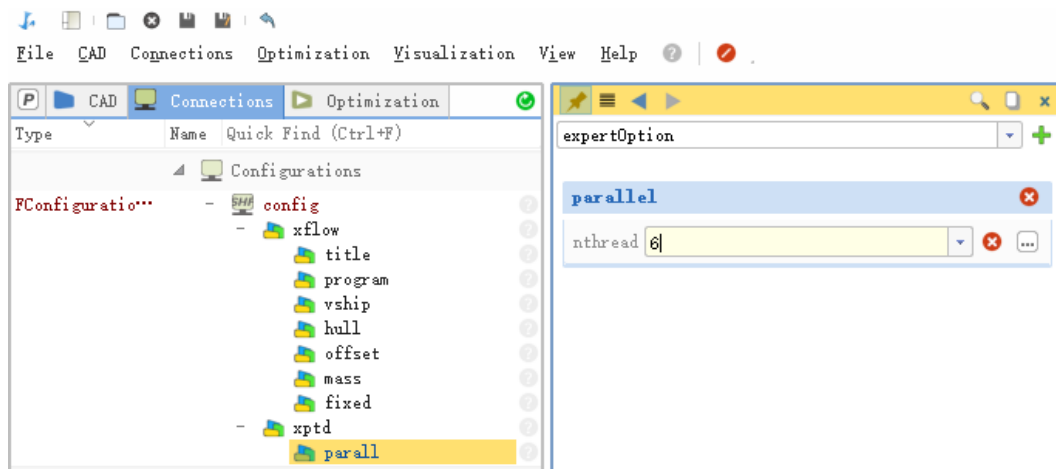 File CAD Connections Optimization Visualization View Help
P CAD Connections Optimization
Type Name Quick Find (Ctrl+F)
Configurations
FConfiguratio… SHF config
xflow
title
program
vship
hull
offset
mass
fixed
xptd
parall
expertOption
parallel
nthread 6 ...